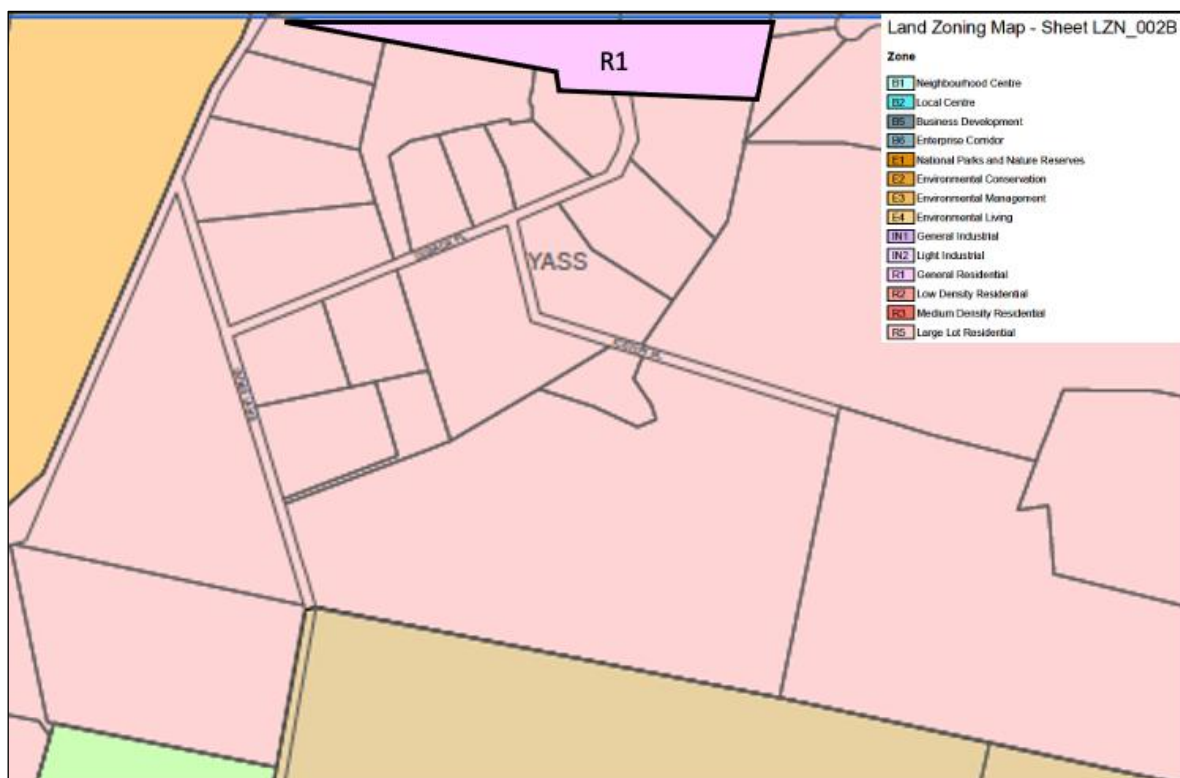 Land Zoning Map - Sheet LZN_002B
Zone
B1 Neighbourhood Centre
B2 Local Centre
B5 Business Development
B6 Enterprise Corridor
E1 National Parks and Nature Reserves
E2 Environmental Conservation
E3 Environmental Management
E4 Environmental Living
IN1 General Industrial
IN2 Light Industrial
R1 General Residential
R2 Low Density Residential
R3 Medium Density Residential
R5 Large Lot Residential
R1
YASS